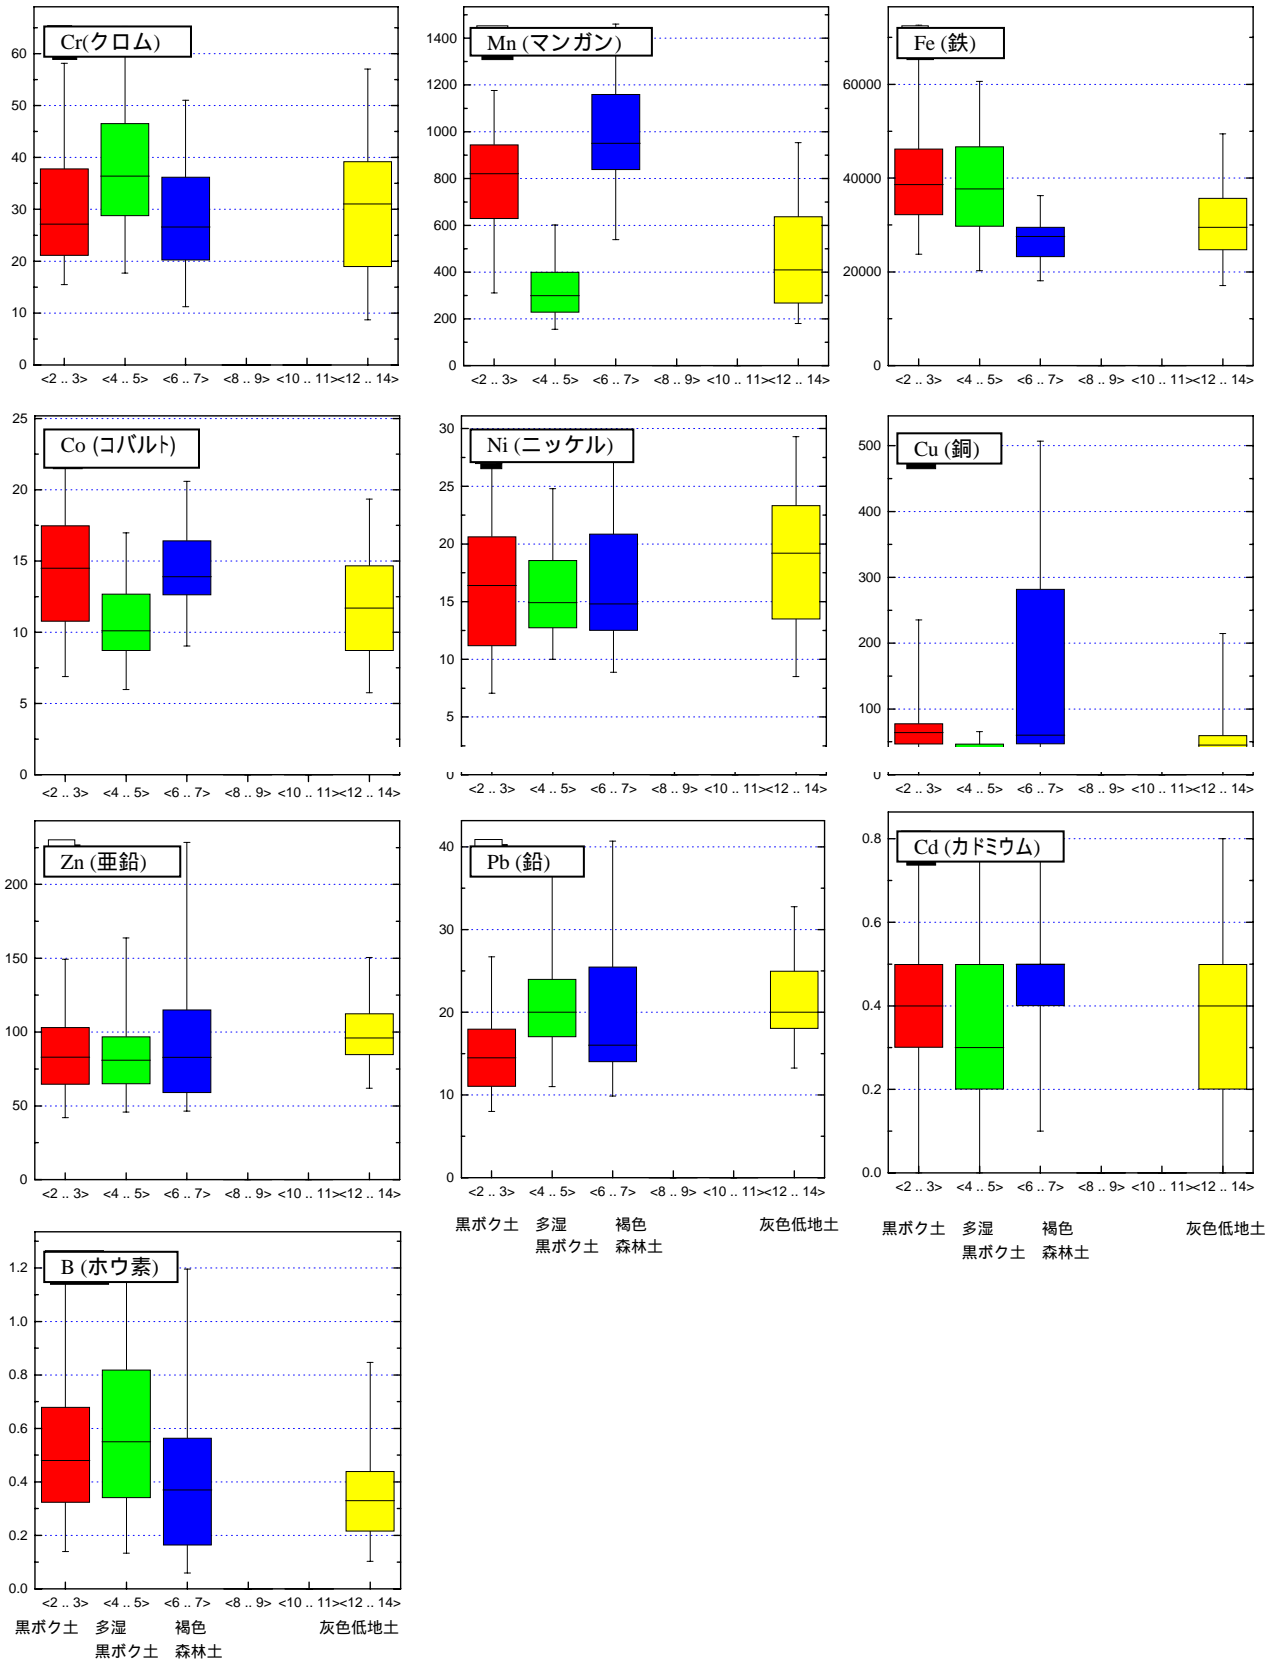 Cr(クロム)
60
50
40
30
20
10
0
<2 .. 3> <4 .. 5> <6 .. 7> <8 .. 9> <10 .. 11> <12 .. 14>
Mn (マンガン)
1400
1200
1000
800
600
400
200
0
<2 .. 3> <4 .. 5> <6 .. 7> <8 .. 9> <10 .. 11> <12 .. 14>
Fe (鉄)
60000
40000
20000
0
<2 .. 3> <4 .. 5> <6 .. 7> <8 .. 9> <10 .. 11> <12 .. 14>
Co (コバルト)
25
20
15
10
5
0
<2 .. 3> <4 .. 5> <6 .. 7> <8 .. 9> <10 .. 11> <12 .. 14>
Ni (ニッケル)
30
25
20
15
10
5
0
<2 .. 3> <4 .. 5> <6 .. 7> <8 .. 9> <10 .. 11> <12 .. 14>
Cu (銅)
500
400
300
200
100
0
<2 .. 3> <4 .. 5> <6 .. 7> <8 .. 9> <10 .. 11> <12 .. 14>
Zn (亜鉛)
200
150
100
50
0
<2 .. 3> <4 .. 5> <6 .. 7> <8 .. 9> <10 .. 11> <12 .. 14>
Pb (鉛)
40
30
20
10
0
<2 .. 3> <4 .. 5> <6 .. 7> <8 .. 9> <10 .. 11> <12 .. 14>
黒ボク土 多湿 褐色 灰色低地土
黒ボク土 森林土
Cd (カドミウム)
0.8
0.6
0.4
0.2
0.0
<2 .. 3> <4 .. 5> <6 .. 7> <8 .. 9> <10 .. 11> <12 .. 14>
黒ボク土 多湿 褐色 灰色低地土
黒ボク土 森林土
B (ホウ素)
1.2
1.0
0.8
0.6
0.4
0.2
0.0
<2 .. 3> <4 .. 5> <6 .. 7> <8 .. 9> <10 .. 11> <12 .. 14>
黒ボク土 多湿 褐色 灰色低地土
黒ボク土 森林土